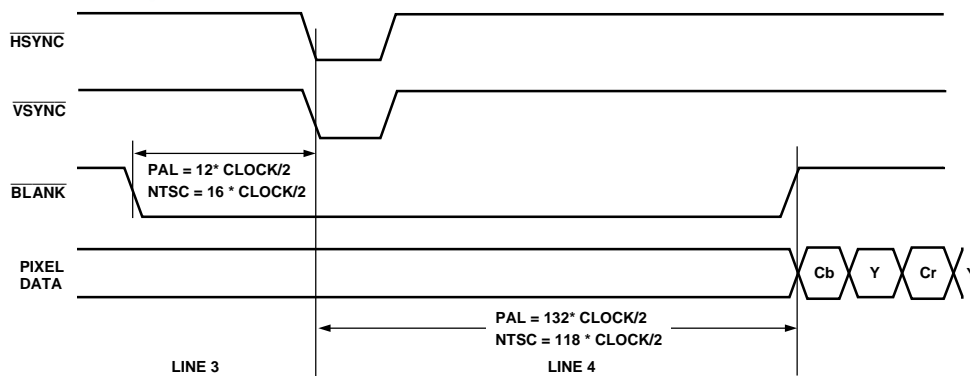 HSYNC
VSYNC
PAL = 12* CLOCK/2
NTSC = 16 * CLOCK/2
BLANK
PIXEL
DATA
Cb Y Cr Y
PAL = 132* CLOCK/2
NTSC = 118 * CLOCK/2
LINE 3 LINE 4